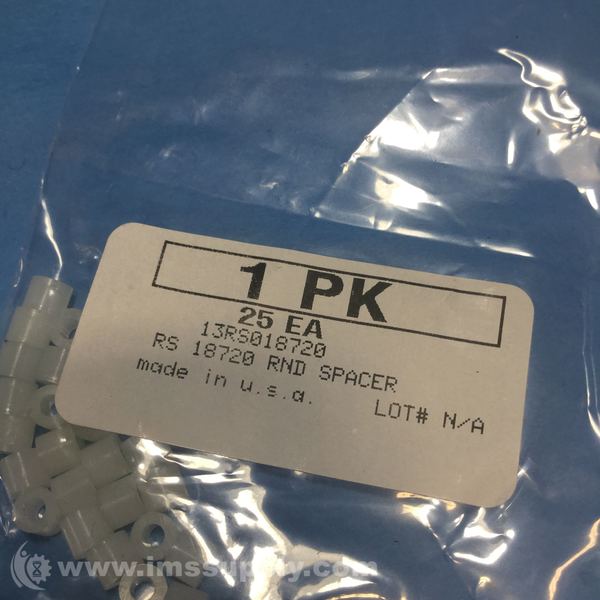 1 PK
25 EA
13RS018720
RS 18720 RND SPACER
made in u.s.a.
LOT# N/A
www.imssupply.com